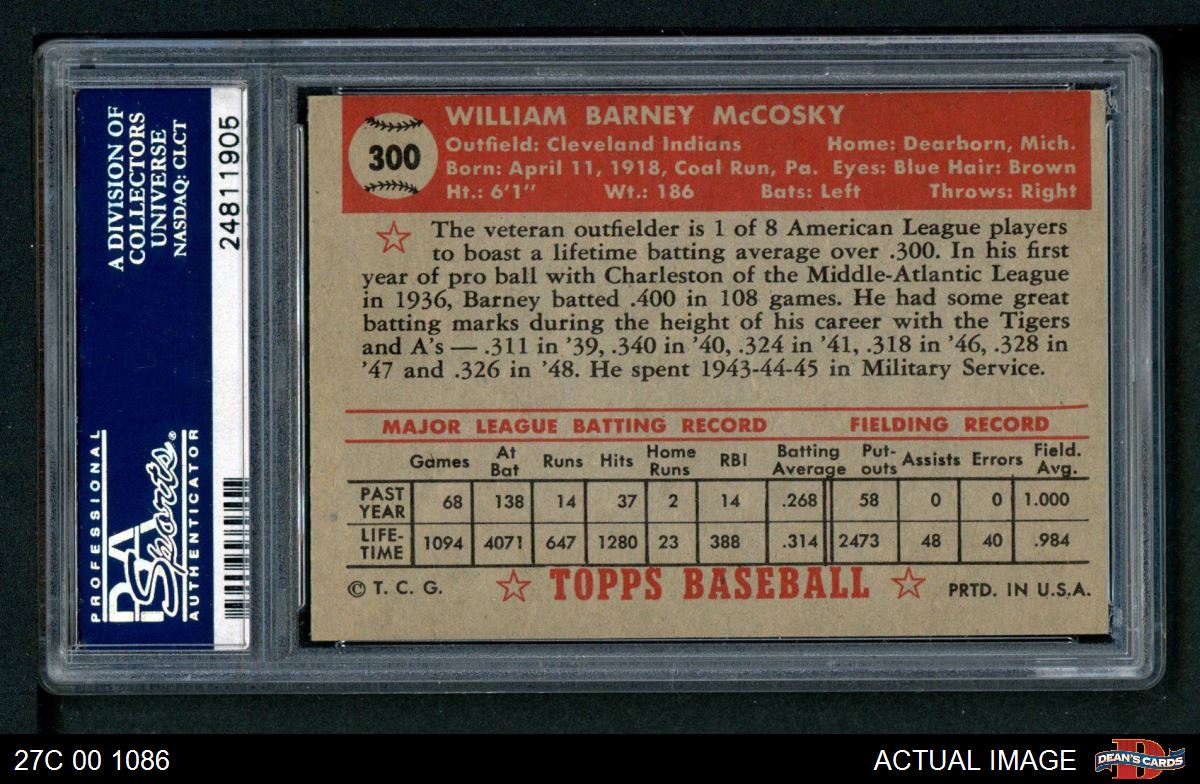 A DIVISION OF
COLLECTORS
UNIVERSE
NASDAQ: CLCT
24811905
PROFESSIONAL
PSA
Sports®
AUTHENTICATOR
300
WILLIAM BARNEY McCOSKY
Outfield: Cleveland Indians Home: Dearborn, Mich.
Born: April 11, 1918, Coal Run, Pa. Eyes: Blue Hair: Brown
Ht.: 6'1" Wt.: 186 Bats: Left Throws: Right
The veteran outfielder is 1 of 8 American League players
to boast a lifetime batting average over .300. In his first
year of pro ball with Charleston of the Middle-Atlantic League
in 1936, Barney batted .400 in 108 games. He had some great
batting marks during the height of his career with the Tigers
and A's — .311 in '39, .340 in '40, .324 in '41, .318 in '46, .328 in
'47 and .326 in '48. He spent 1943-44-45 in Military Service.
MAJOR LEAGUE BATTING RECORD FIELDING RECORD
Games At Bat Runs Hits Home Runs RBI Batting Average Put-outs Assists Errors Field. Avg.
PAST YEAR 68 138 14 37 2 14 .268 58 0 0 1.000
LIFE-TIME 1094 4071 647 1280 23 388 .314 2473 48 40 .984
© T. C. G. TOPPS BASEBALL PRTD. IN U.S.A.
27C 00 1086
ACTUAL IMAGE
D
DEAN'S CARDS